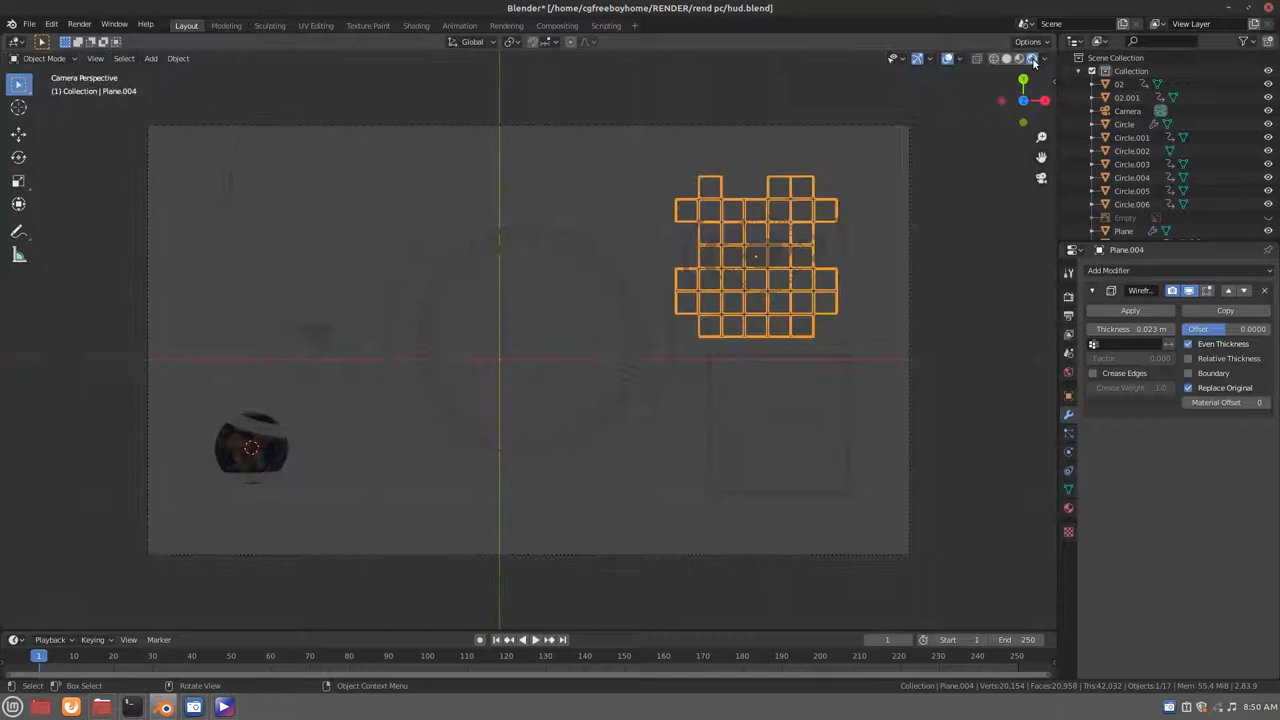 Blender* [/home/cgfreeboyhome/RENDER/rend pc/hud.blend]
File Edit Render Window Help Layout Modeling Sculpting UV Editing Texture Paint Shading Animation Rendering Compositing Scripting Scene View Layer
Global Options
Object Mode View Select Add Object
Camera Perspective
(1) Collection | Plane.004
Y
X
Z
Scene Collection
Collection
02
02.001
Camera
Circle
Circle.001
Circle.002
Circle.003
Circle.004
Circle.005
Circle.006
Empty
Plane
Plane.004
Add Modifier
Wirefr..
Apply Copy
Thickness 0.023 m Offset 0.0000
Even Thickness
Factor 0.000 Relative Thickness
Crease Edges Boundary
Crease Weight 1.0 Replace Original
Material Offset 0
Playback Keying View Marker 1 Start 1 End 250
1 10 20 30 40 50 60 70 80 90 100 110 120 130 140 150 160 170 180 190 200 210 220 230 240 250
Select Box Select Rotate View Object Context Menu Collection | Plane.004 | Verts:20,154 | Faces:20,958 | Tris:42,032 | Objects:1/17 | Mem: 55.4 MiB | 2.83.9
8:50 AM